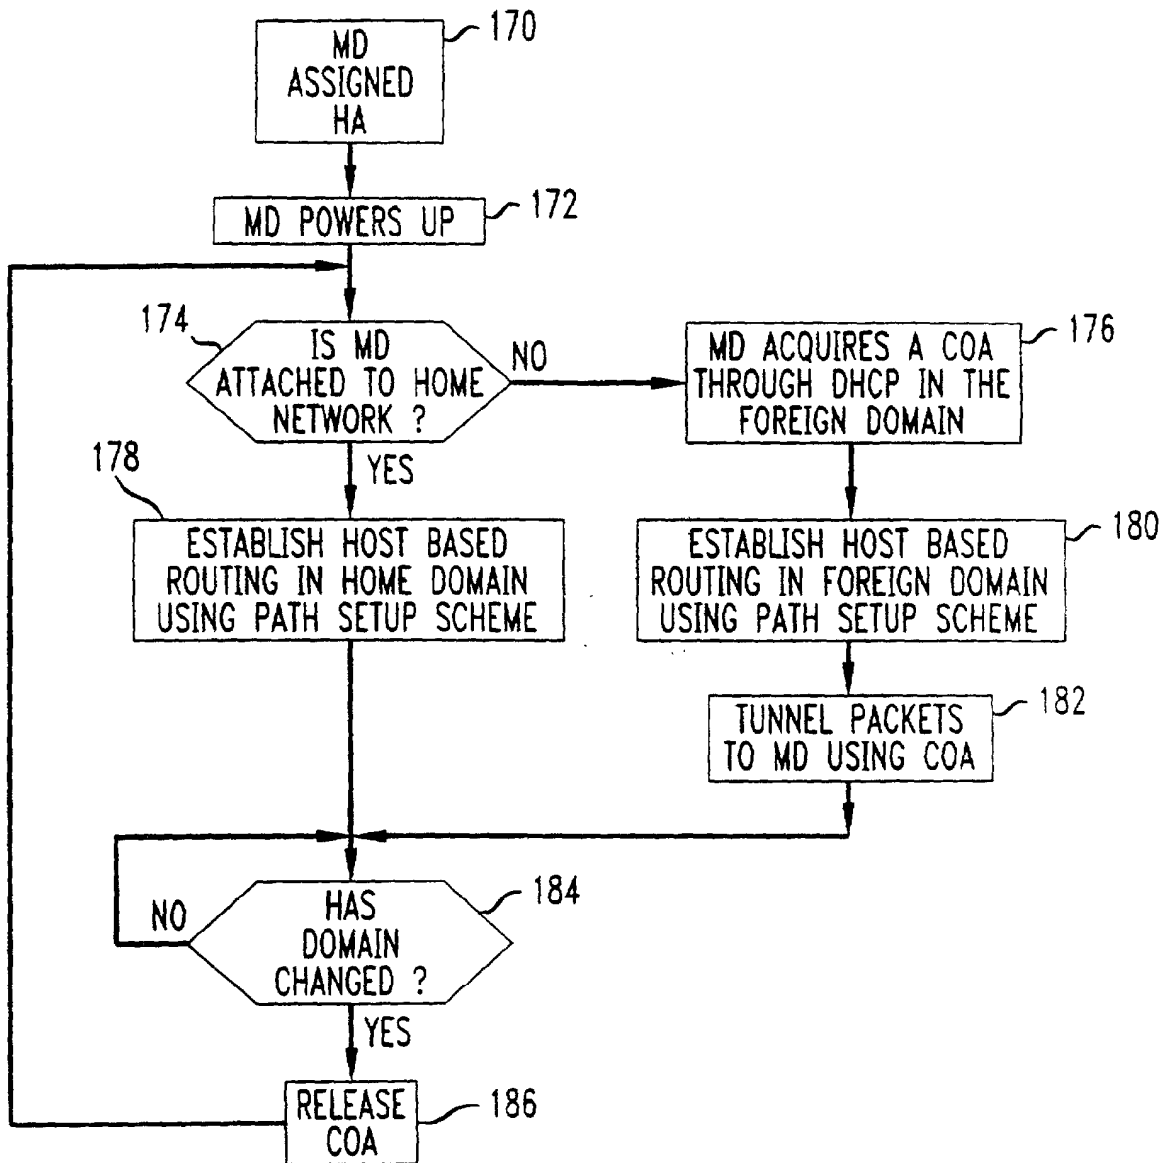 MD
ASSIGNED
HA
170
MD POWERS UP
172
174
IS MD
ATTACHED TO HOME
NETWORK ?
NO
YES
MD ACQUIRES A COA
THROUGH DHCP IN THE
FOREIGN DOMAIN
176
178
ESTABLISH HOST BASED
ROUTING IN HOME DOMAIN
USING PATH SETUP SCHEME
ESTABLISH HOST BASED
ROUTING IN FOREIGN DOMAIN
USING PATH SETUP SCHEME
180
TUNNEL PACKETS
TO MD USING COA
182
HAS
DOMAIN
CHANGED ?
184
NO
YES
RELEASE
COA
186